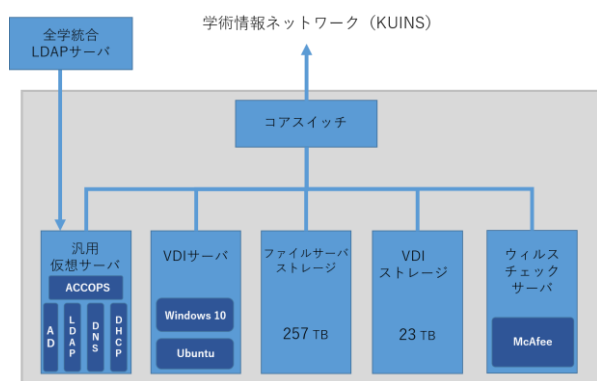 全学統合
LDAPサーバ
学術情報ネットワーク（KUINS）
コアスイッチ
汎用
仮想サーバ
ACCOPS
AD
LDAP
DNS
DHCP
VDIサーバ
Windows 10
Ubuntu
ファイルサーバ
ストレージ
257 TB
VDI
ストレージ
23 TB
ウィルス
チェック
サーバ
McAfee